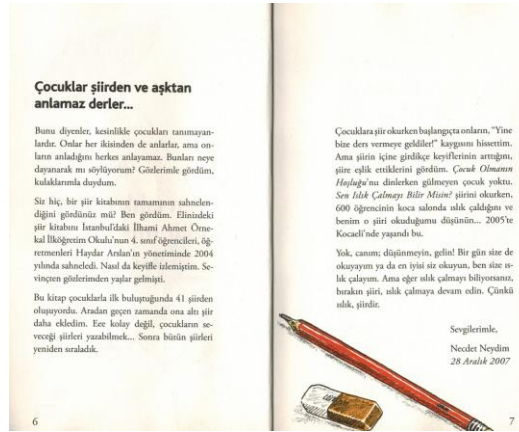 Çocuklar şiirden ve aşktan
anlamaz derler...
Bunu diyenler, kesinlikle çocukları tanımayan-
lardır. Onlar her ikisinden de anlarlar, ama on-
ların anladığını herkes anlayamaz. Bunları neye
dayanarak mı söylüyorum? Gözlerimle gördüm,
kulaklarımla duydum.
Siz hiç, bir şiir kitabının tamamının sahnelen-
diğini gördünüz mü? Ben gördüm. Elinizdeki
şiir kitabını İstanbul'daki İlhami Ahmet Örne-
kal İlköğretim Okulu'nun 4. sınıf öğrencileri, öğ-
retmenleri Haydar Arslan'ın yönetiminde 2004
yılında sahneledi. Nasıl da keyifle izlemiştim. Se-
vinçten gözlerimden yaşlar gelmişti.
Bu kitap çocuklarla ilk buluştuğunda 41 şiirden
oluşuyordu. Aradan geçen zamanda ona altı şiir
daha ekledim. Eee kolay değil, çocukların se-
veceği şiirleri yazabilmek... Sonra bütün şiirleri
yeniden sıraladık.
6
Çocuklara şiir okurken başlangıçta onların, "Yine
bize ders vermeye geldiler!" kaygısını hissettim.
Ama şiirin içine girdikçe keyiflerinin arttığını,
şiire eşlik ettiklerini gördüm. Çocuk Olmanın
Hoşluğu'nu dinlerken gülmeyen çocuk yoktu.
Sen Islık Çalmayı Bilir Misin? şiirini okurken,
600 öğrencinin koca salonda ıslık çaldığını ve
benim o şiiri okuduğumu düşünün... 2005'te
Kocaeli'nde yaşandı bu.
Yok, canım; düşünmeyin, gelin! Bir gün size de
okuyayım ya da en iyisi siz okuyun, ben size ıs-
lık çalayım. Ama eğer ıslık çalmayı biliyorsanız,
bırakın şiiri, ıslık çalmaya devam edin. Çünkü
ıslık, şiirdir.
Sevgilerimle,
Necdet Neydim
28 Aralık 2007
7